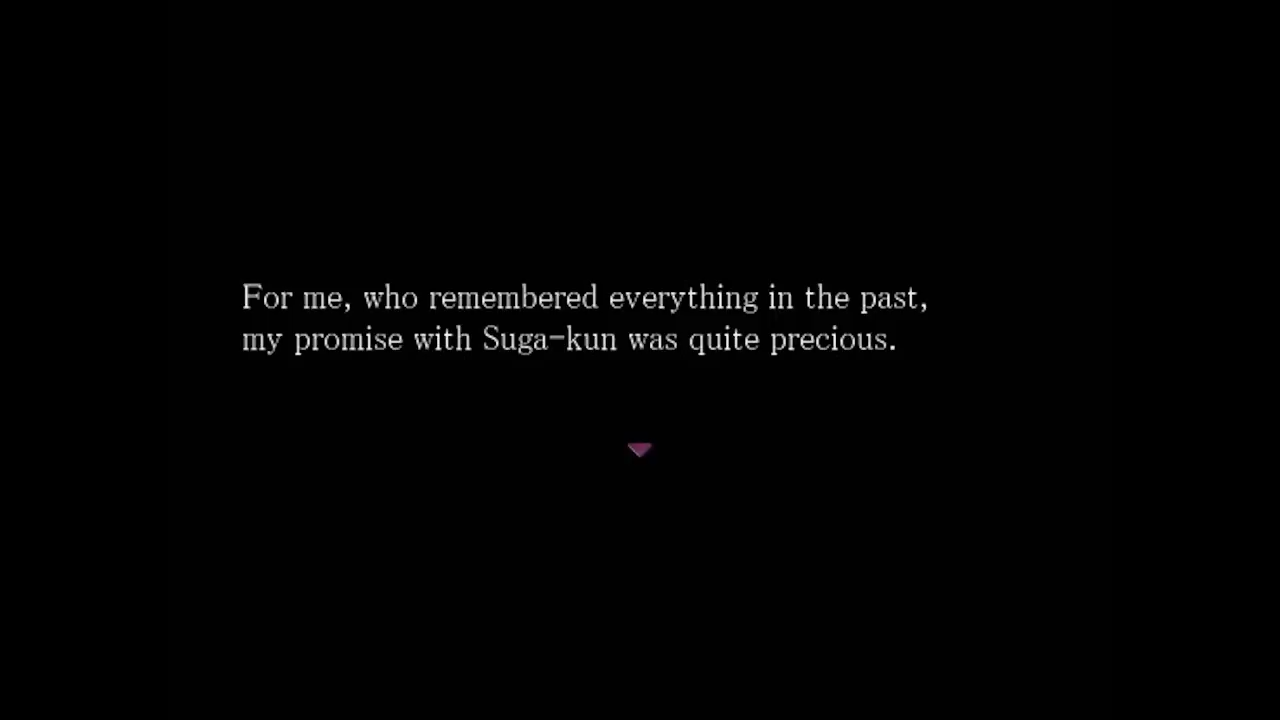 For me, who remembered everything in the past,
my promise with Suga-kun was quite precious.